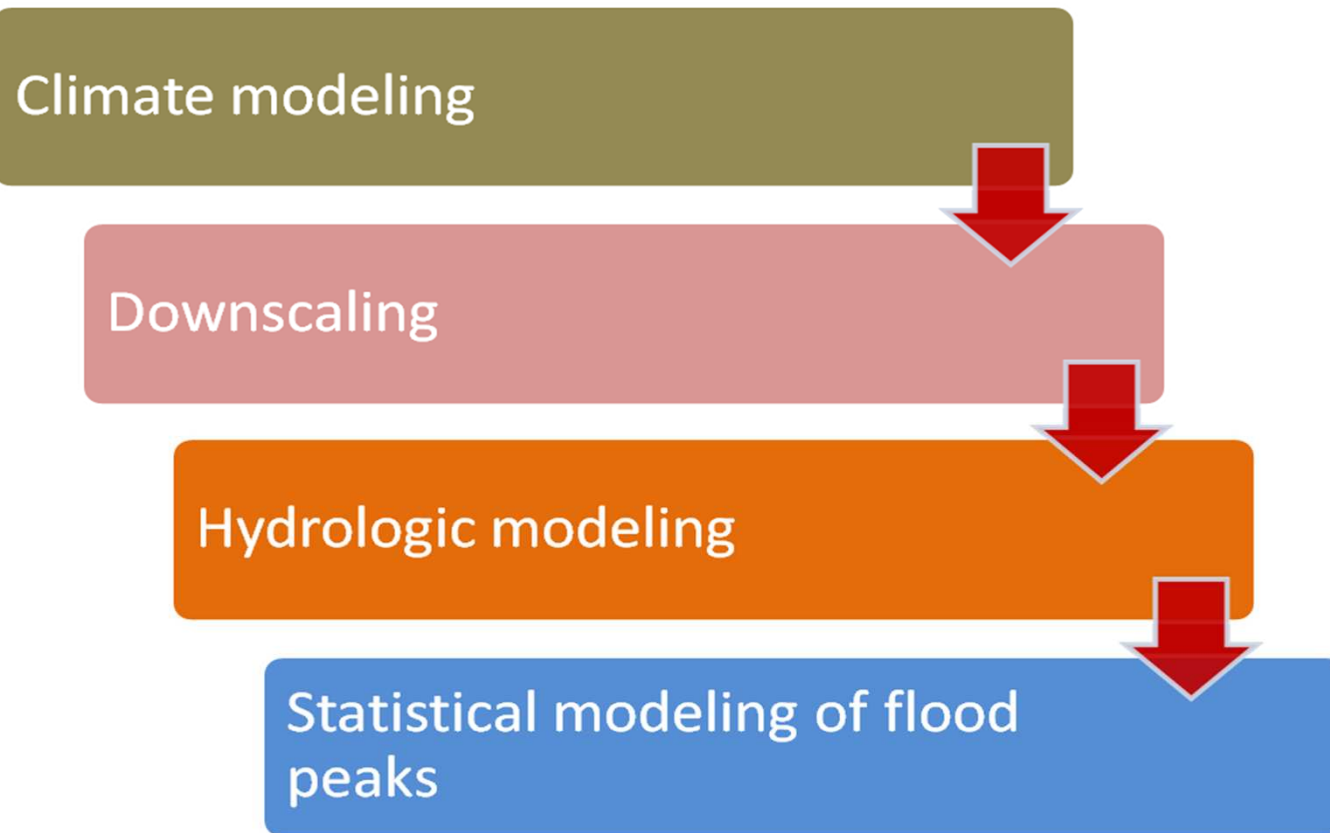 Climate modeling
Downscaling
Hydrologic modeling
Statistical modeling of flood
peaks